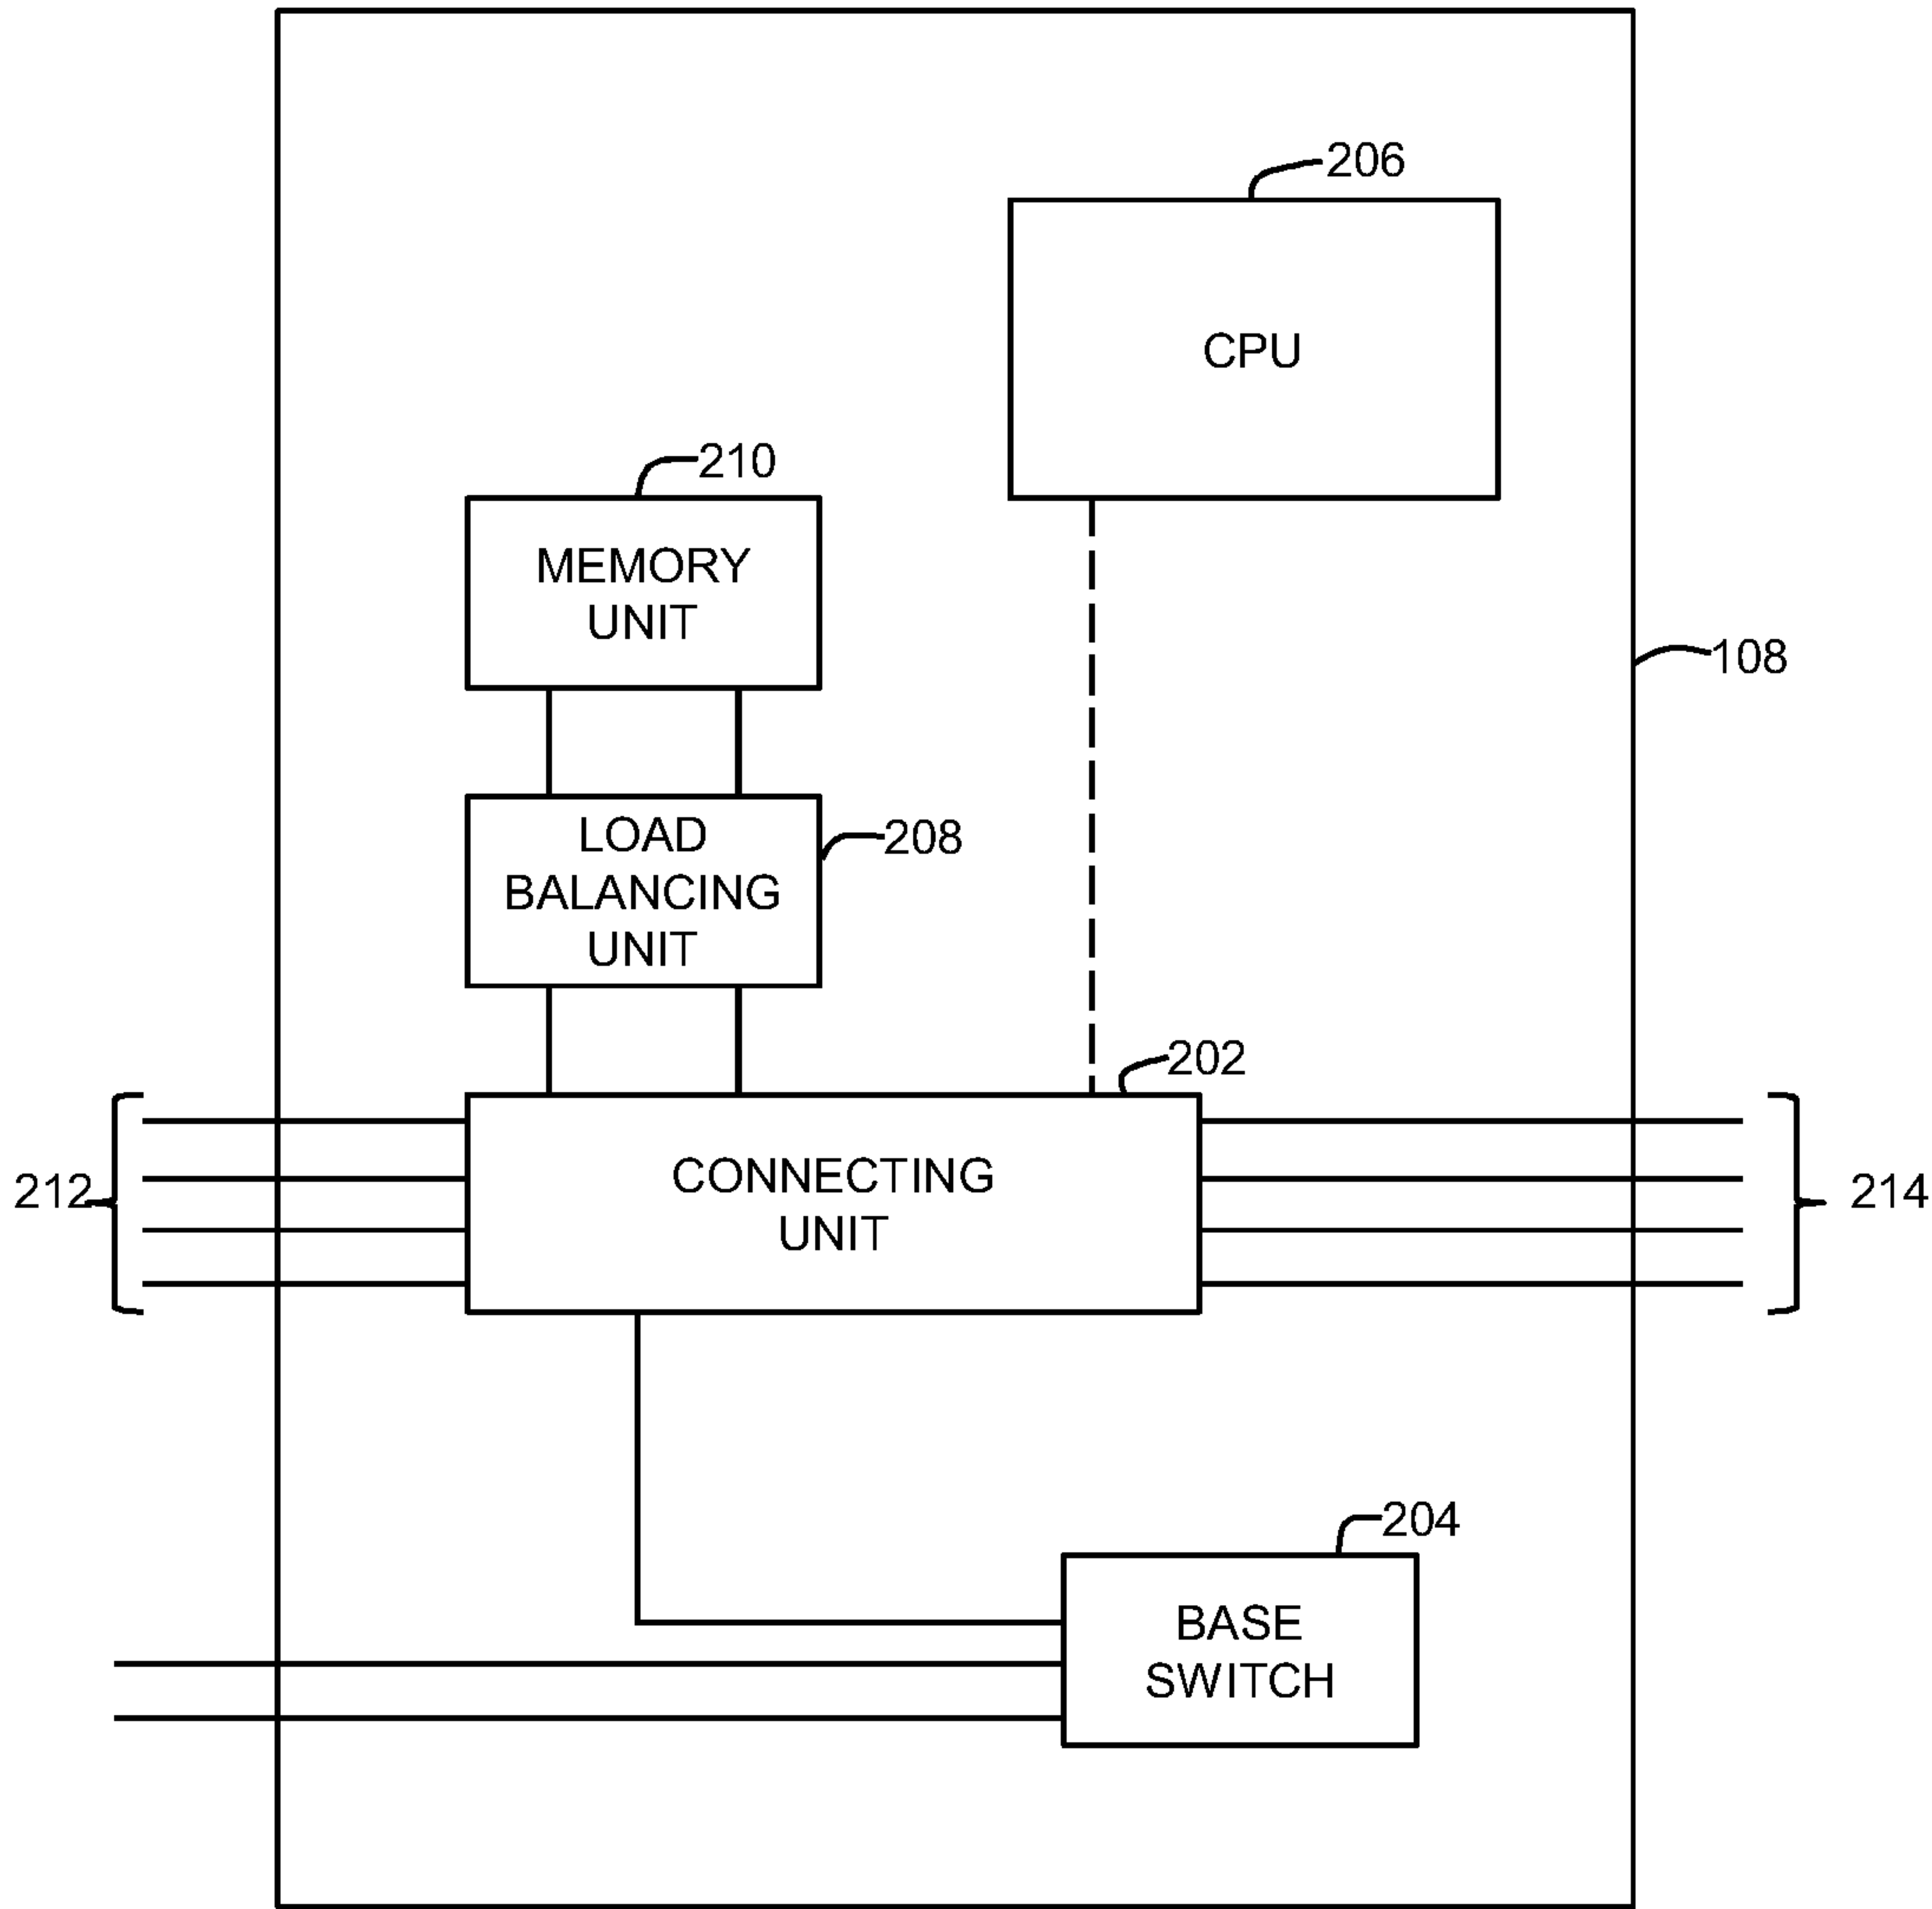 206
CPU
210
MEMORY
UNIT
108
LOAD
BALANCING
UNIT
208
202
CONNECTING
UNIT
212
214
204
BASE
SWITCH